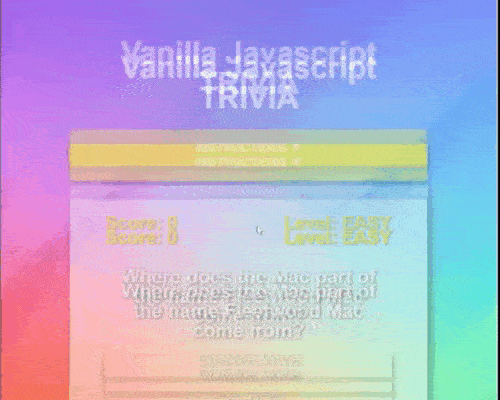 Vanilla Javascript
TRIVIA
INSTRUCTIONS
Score: 0
Level: EASY
Where does the Mac part of
the name Fleetwood Mac
come from?